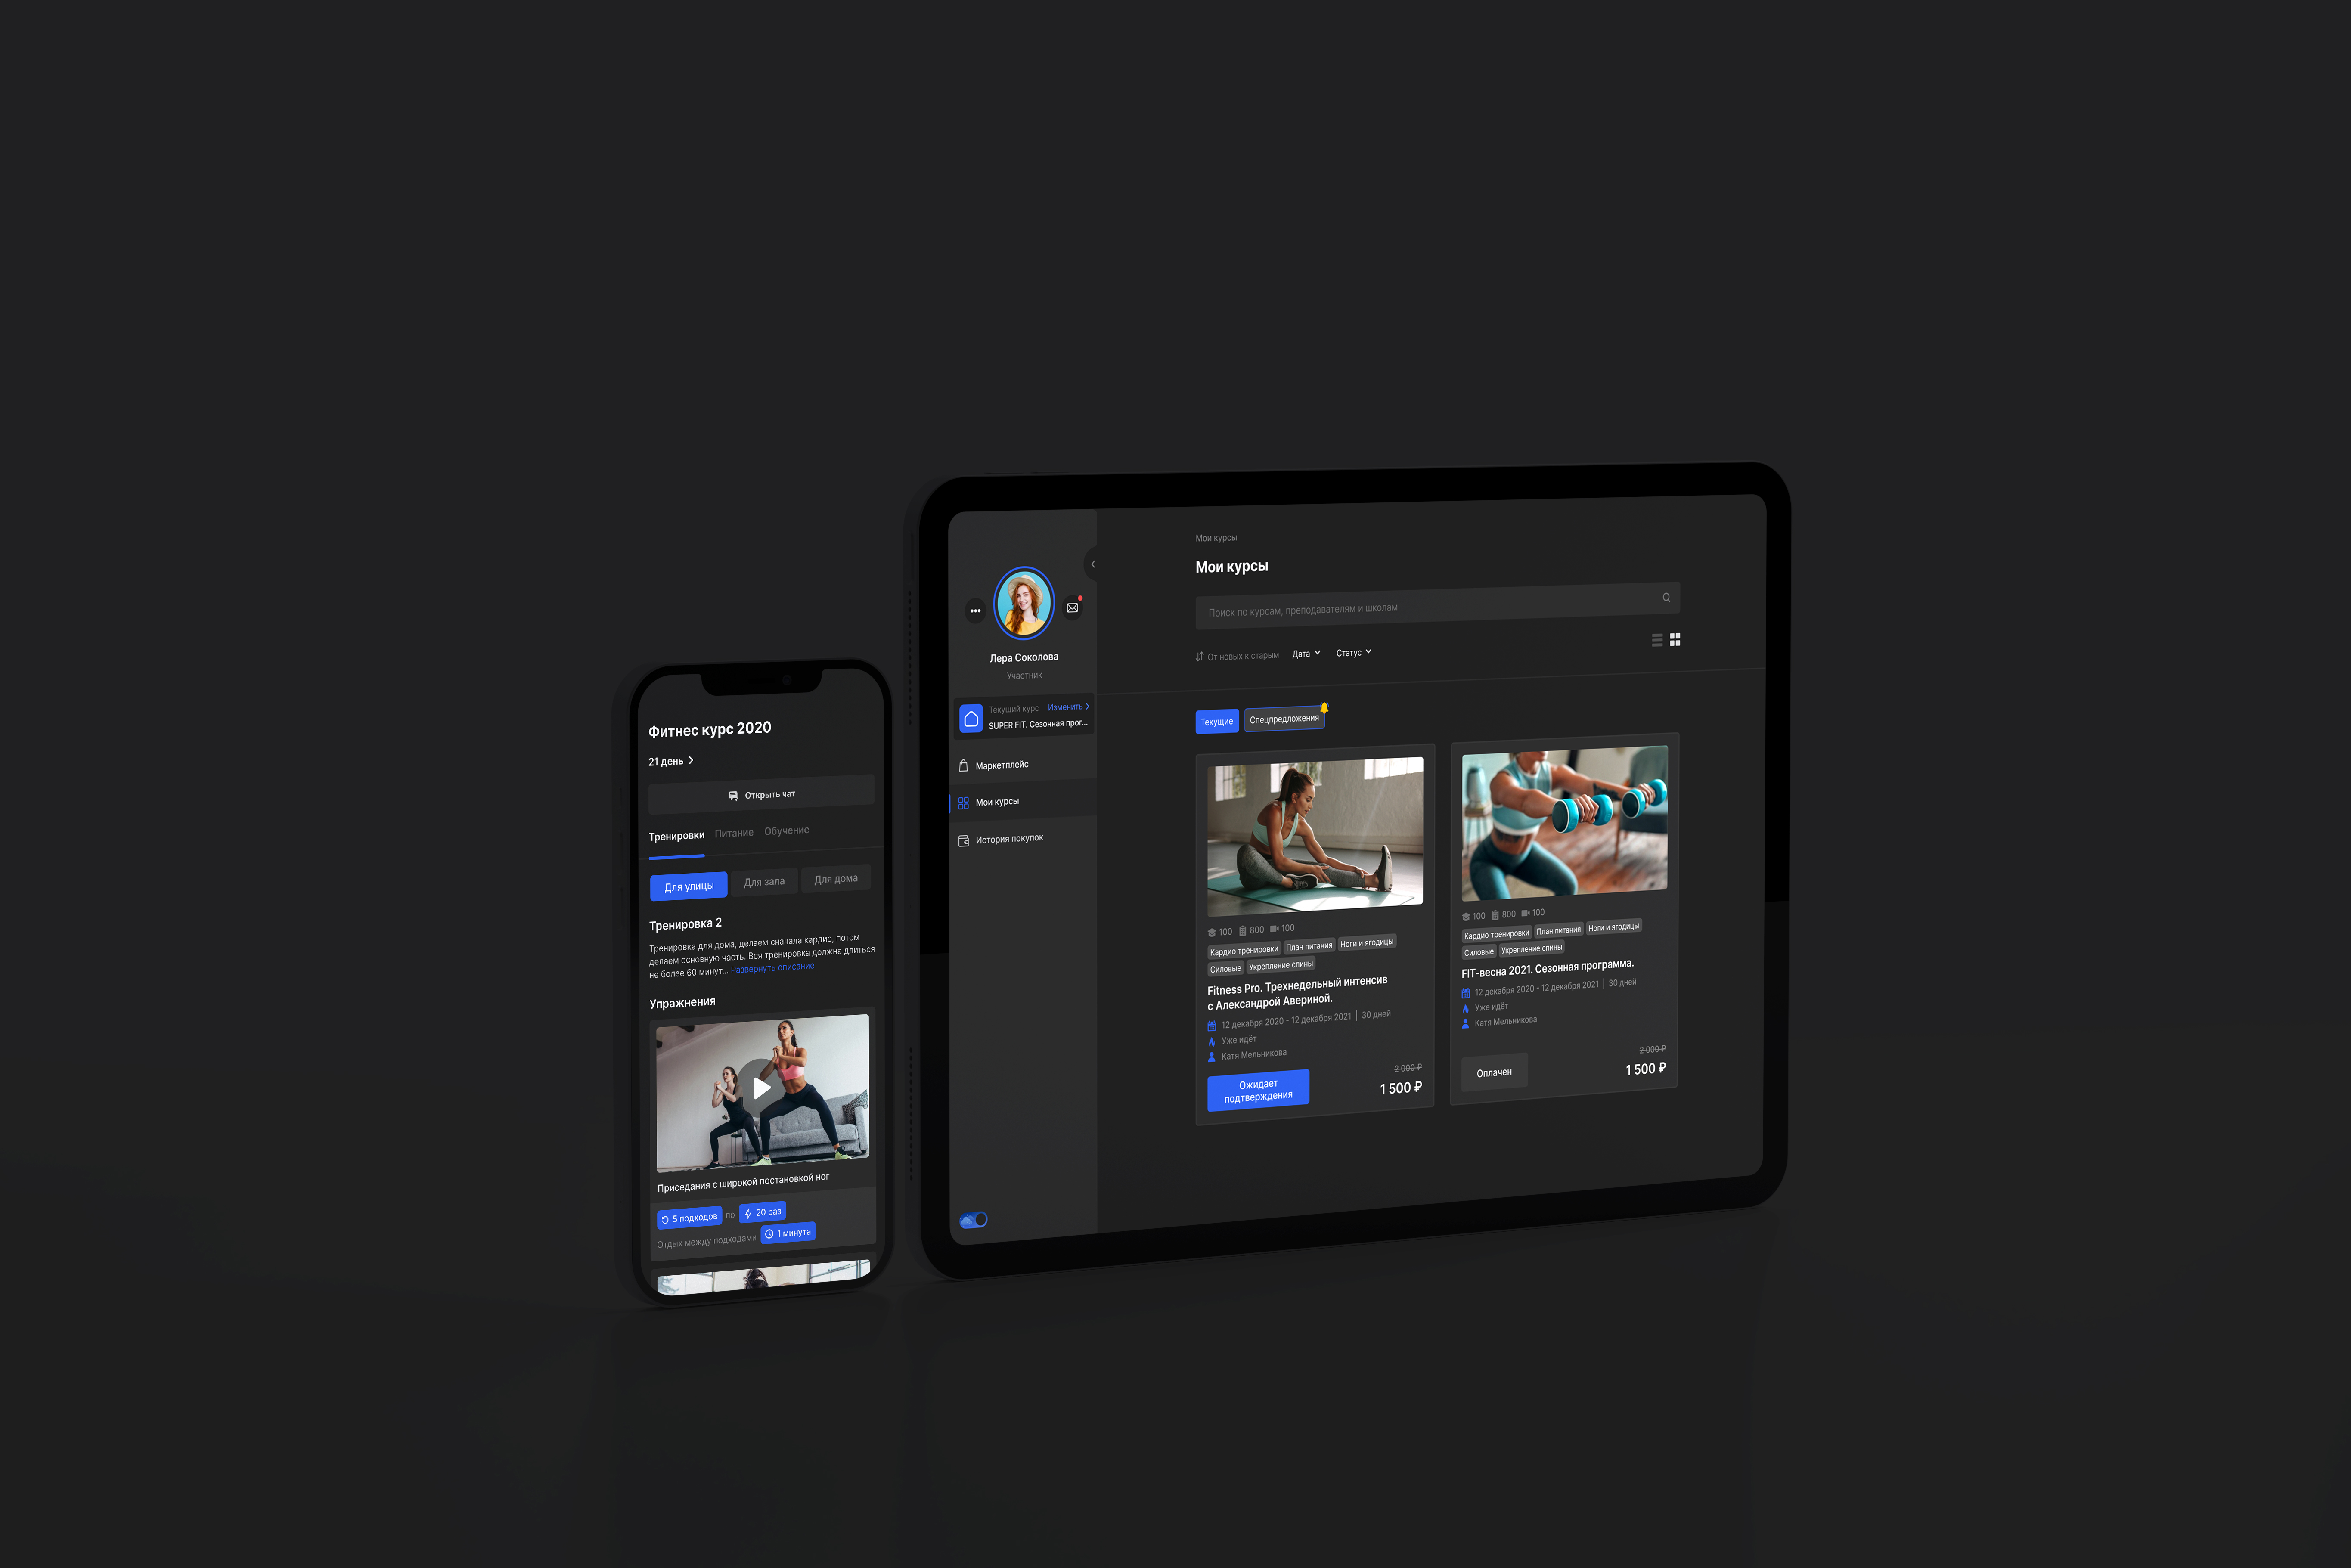 Фитнес курс 2020
21 день
Открыть чат
Тренировки Питание Обучение
Для улицы Для зала Для дома
Тренировка 2
Тренировка для дома, делаем сначала кардио, потом
делаем основную часть. Вся тренировка должна длиться
не более 60 минут... Развернуть описание
Упражнения
Приседания с широкой постановкой ног
5 подходов по 20 раз
Отдых между подходами 1 минута
Лера Соколова
Участник
Текущий курс Изменить
SUPER FIT. Сезонная прог...
Маркетплейс
Мои курсы
История покупок
Мои курсы
Мои курсы
Поиск по курсам, преподавателям и школам
От новых к старым Дата Статус
Текущие Спецпредложения
100 800 100
Кардио тренировки План питания Ноги и ягодицы
Силовые Укрепление спины
Fitness Pro. Трехнедельный интенсив
с Александрой Авериной.
12 декабря 2020 - 12 декабря 2021 | 30 дней
Уже идёт
Катя Мельникова
Ожидает
подтверждения
2 000 ₽
1 500 ₽
100 800 100
Кардио тренировки План питания Ноги и ягодицы
Силовые Укрепление спины
FIT-весна 2021. Сезонная программа.
12 декабря 2020 - 12 декабря 2021 | 30 дней
Уже идёт
Катя Мельникова
Оплачен
2 000 ₽
1 500 ₽